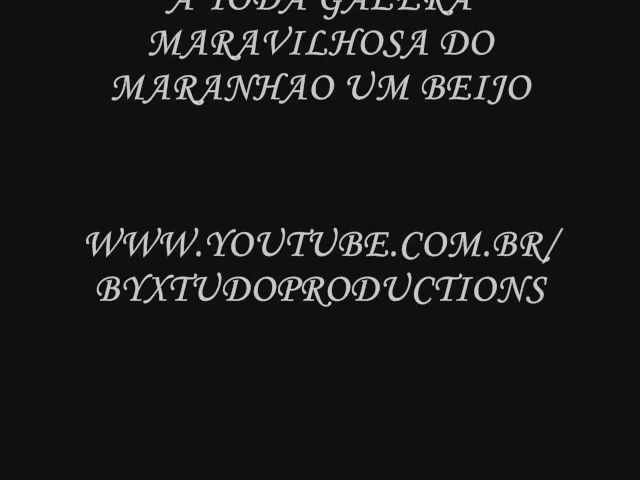 A TODA GALERA
MARAVILHOSA DO
MARANHAO UM BEIJO
WWW.YOUTUBE.COM.BR/
BYXTUDOPRODUCTIONS